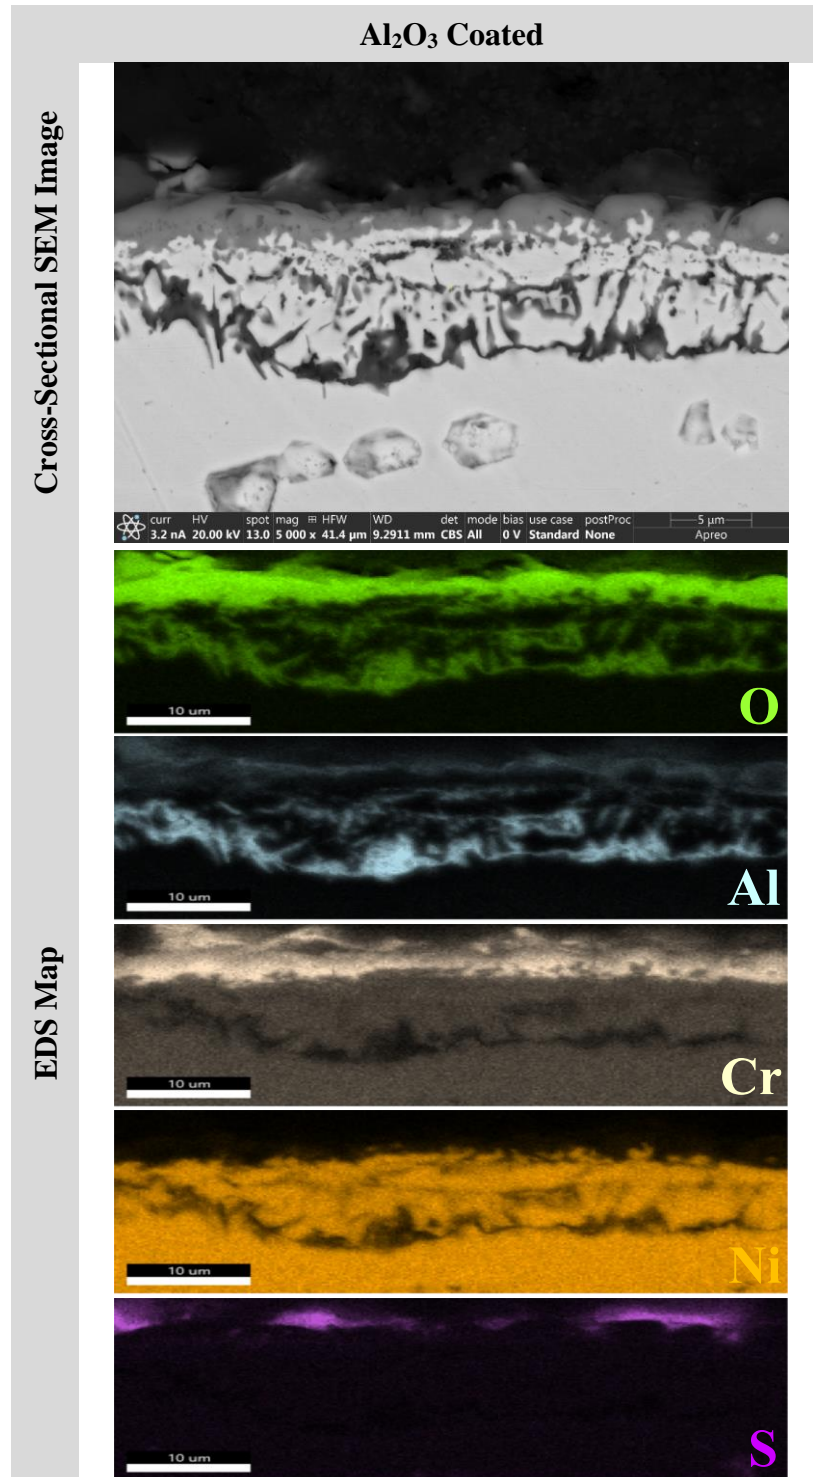 Al₂O₃ Coated
Cross-Sectional SEM Image
curr HV spot mag HFW WD det mode bias use case postProc 5 µm
3.2 nA 20.00 kV 13.0 5 000 x 41.4 µm 9.2911 mm CBS All 0 V Standard None Apreo
EDS Map
10 um
O
10 um
Al
10 um
Cr
10 um
Ni
10 um
S